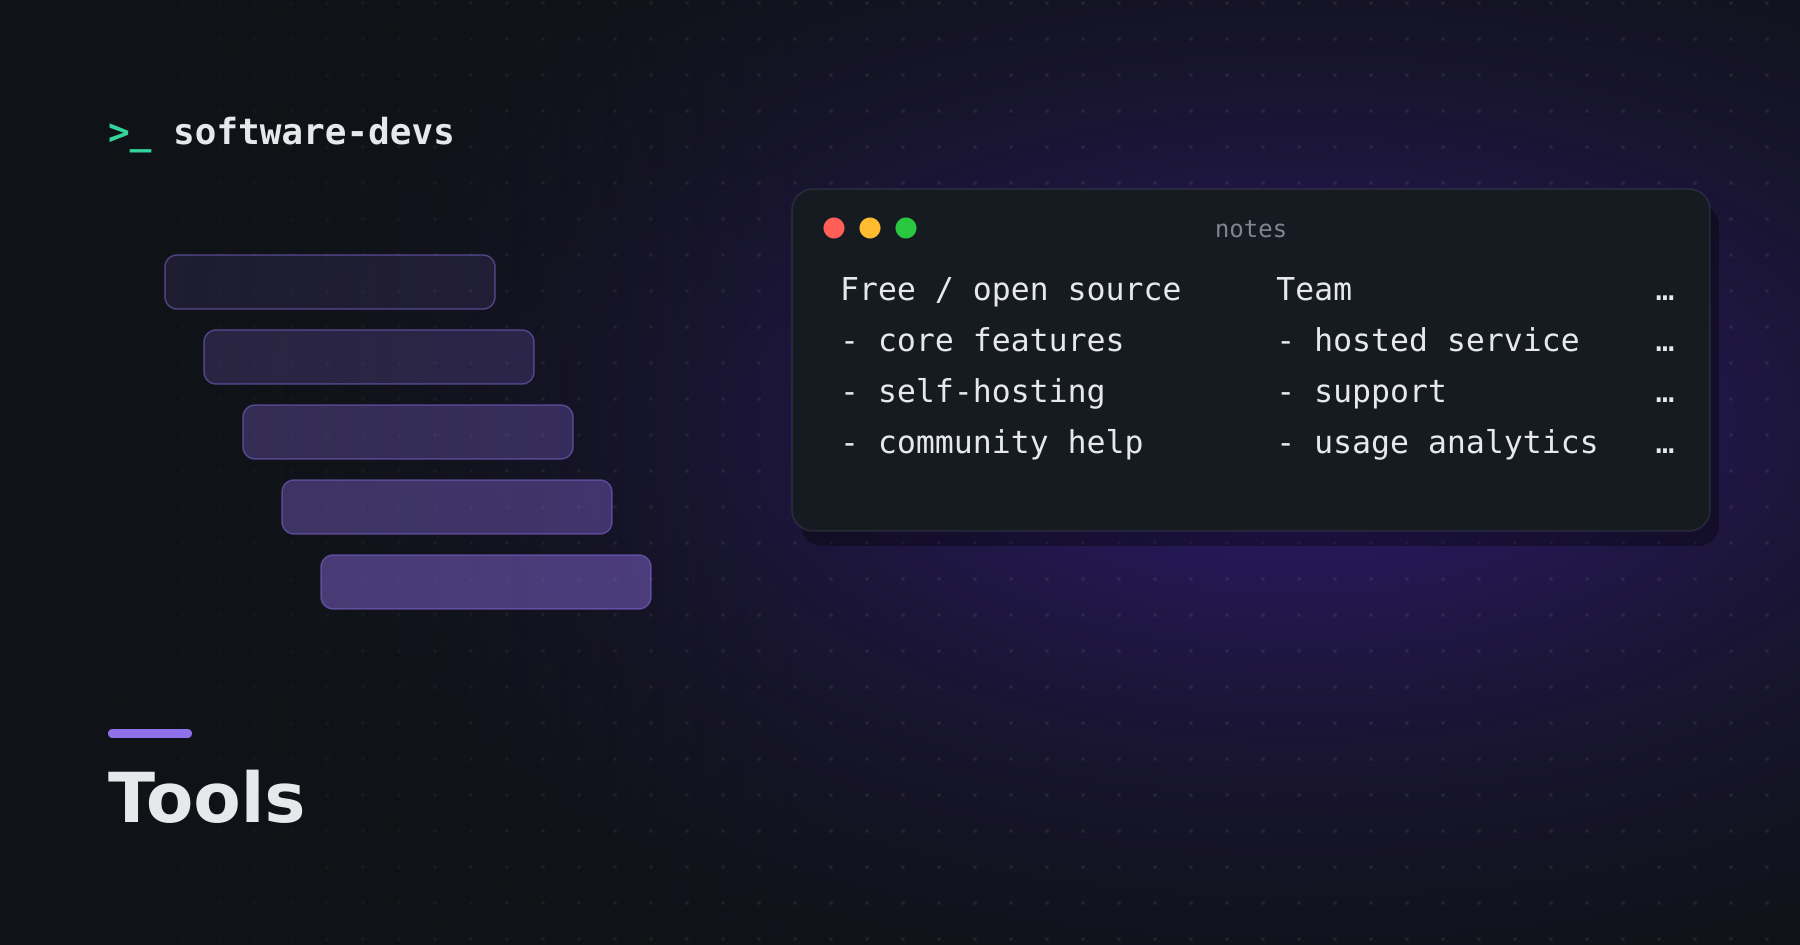 >_ software-devs
notes
Free / open source Team …
- core features - hosted service …
- self-hosting - support …
- community help - usage analytics …
Tools